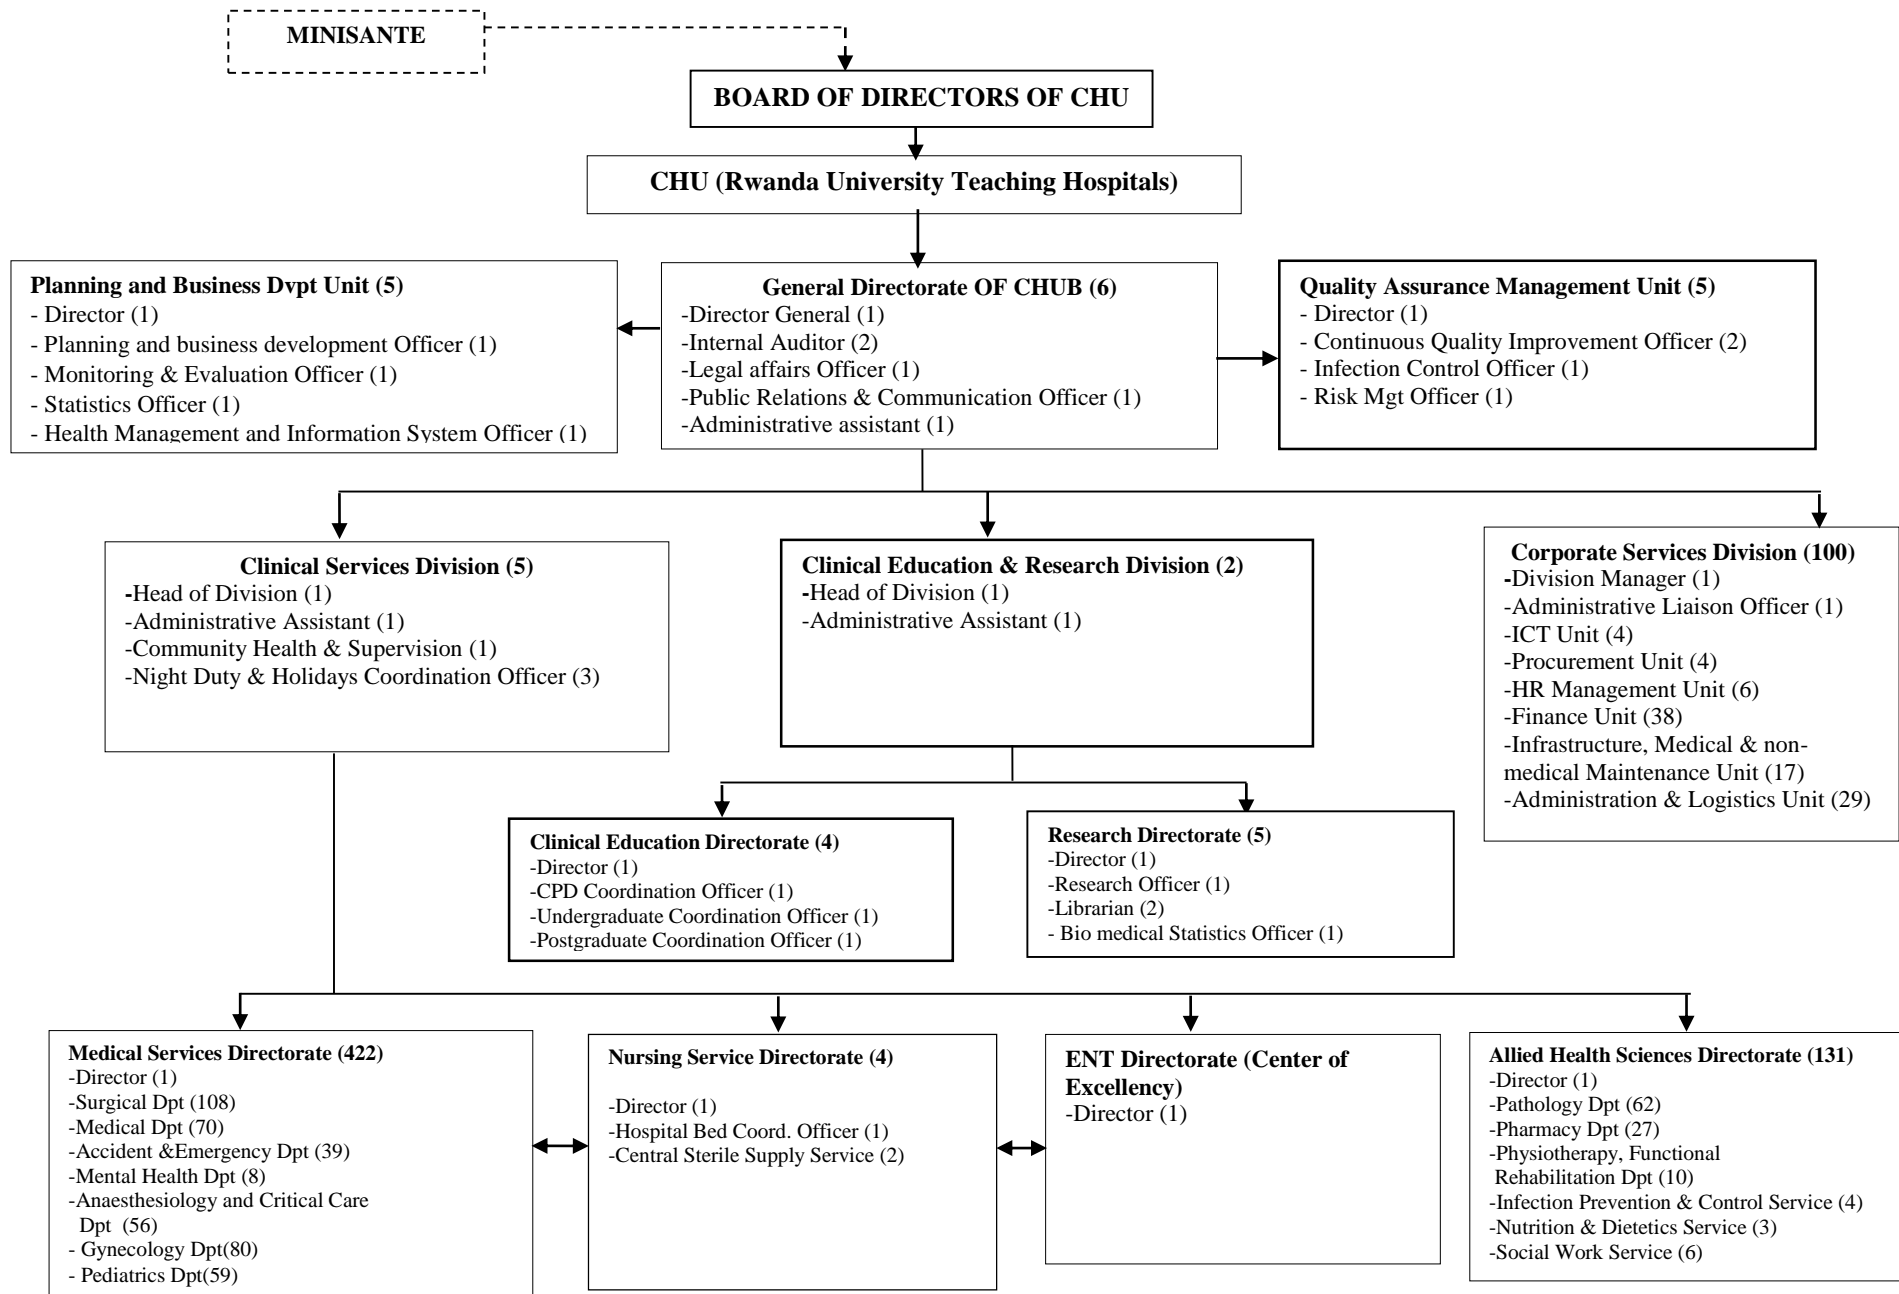 MINISANTE
BOARD OF DIRECTORS OF CHU
CHU (Rwanda University Teaching Hospitals)
Planning and Business Dvpt Unit (5)
- Director (1)
- Planning and business development Officer (1)
- Monitoring & Evaluation Officer (1)
- Statistics Officer (1)
- Health Management and Information System Officer (1)
General Directorate OF CHUB (6)
-Director General (1)
-Internal Auditor (2)
-Legal affairs Officer (1)
-Public Relations & Communication Officer (1)
-Administrative assistant (1)
Quality Assurance Management Unit (5)
- Director (1)
- Continuous Quality Improvement Officer (2)
- Infection Control Officer (1)
- Risk Mgt Officer (1)
Clinical Services Division (5)
-Head of Division (1)
-Administrative Assistant (1)
-Community Health & Supervision (1)
-Night Duty & Holidays Coordination Officer (3)
Clinical Education & Research Division (2)
-Head of Division (1)
-Administrative Assistant (1)
Corporate Services Division (100)
-Division Manager (1)
-Administrative Liaison Officer (1)
-ICT Unit (4)
-Procurement Unit (4)
-HR Management Unit (6)
-Finance Unit (38)
-Infrastructure, Medical & non-
medical Maintenance Unit (17)
-Administration & Logistics Unit (29)
Clinical Education Directorate (4)
-Director (1)
-CPD Coordination Officer (1)
-Undergraduate Coordination Officer (1)
-Postgraduate Coordination Officer (1)
Research Directorate (5)
-Director (1)
-Research Officer (1)
-Librarian (2)
- Bio medical Statistics Officer (1)
Medical Services Directorate (422)
-Director (1)
-Surgical Dpt (108)
-Medical Dpt (70)
-Accident &Emergency Dpt (39)
-Mental Health Dpt (8)
-Anaesthesiology and Critical Care
Dpt (56)
- Gynecology Dpt(80)
- Pediatrics Dpt(59)
Nursing Service Directorate (4)
-Director (1)
-Hospital Bed Coord. Officer (1)
-Central Sterile Supply Service (2)
ENT Directorate (Center of
Excellency)
-Director (1)
Allied Health Sciences Directorate (131)
-Director (1)
-Pathology Dpt (62)
-Pharmacy Dpt (27)
-Physiotherapy, Functional
Rehabilitation Dpt (10)
-Infection Prevention & Control Service (4)
-Nutrition & Dietetics Service (3)
-Social Work Service (6)